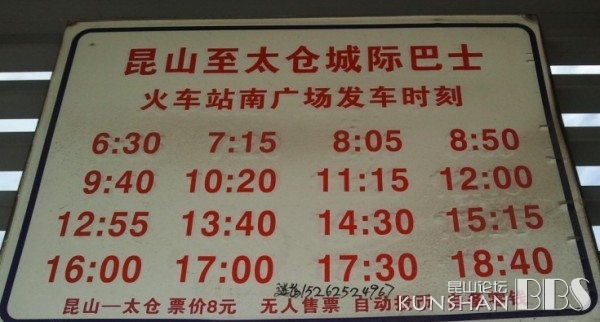 昆山至太仓城际巴士
火车站南广场发车时刻
6:30 7:15 8:05 8:50
9:40 10:20 11:15 12:00
12:55 13:40 14:30 15:15
16:00 17:00 17:30 18:40
15262524967
昆山—太仓 票价8元 无人售票 自动
昆山论坛
KUNSHAN BBS